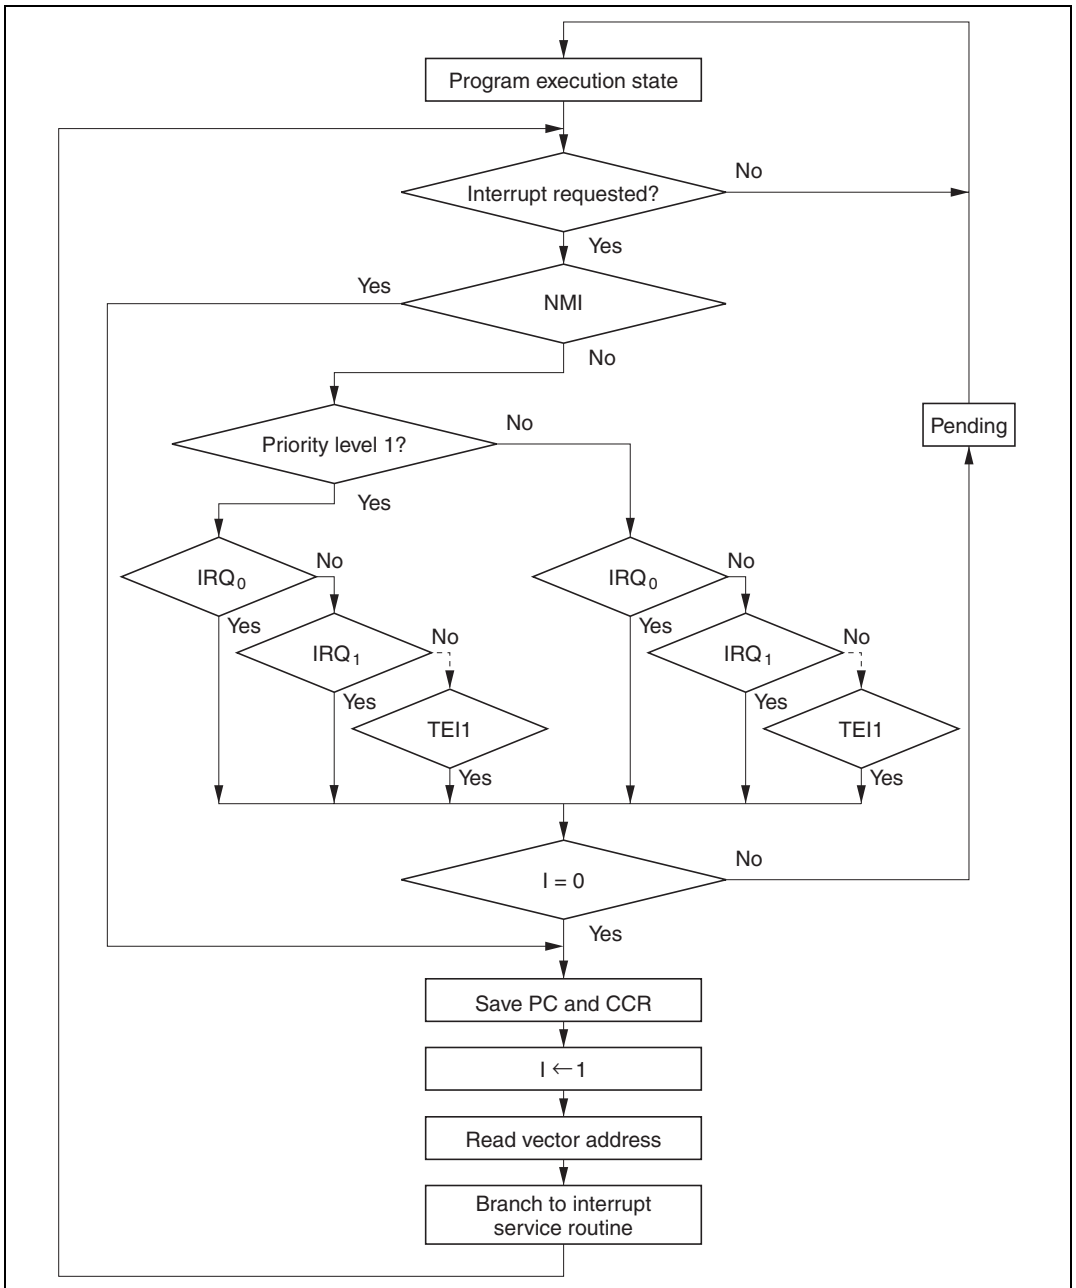 Program execution state
Interrupt requested?
No
Yes
Yes
NMI
No
Pending
Priority level 1?
No
Yes
IRQ0
No
IRQ0
No
Yes
IRQ1
No
Yes
IRQ1
No
Yes
TEI1
Yes
TEI1
Yes
Yes
I = 0
No
Yes
Save PC and CCR
I ← 1
Read vector address
Branch to interrupt
service routine